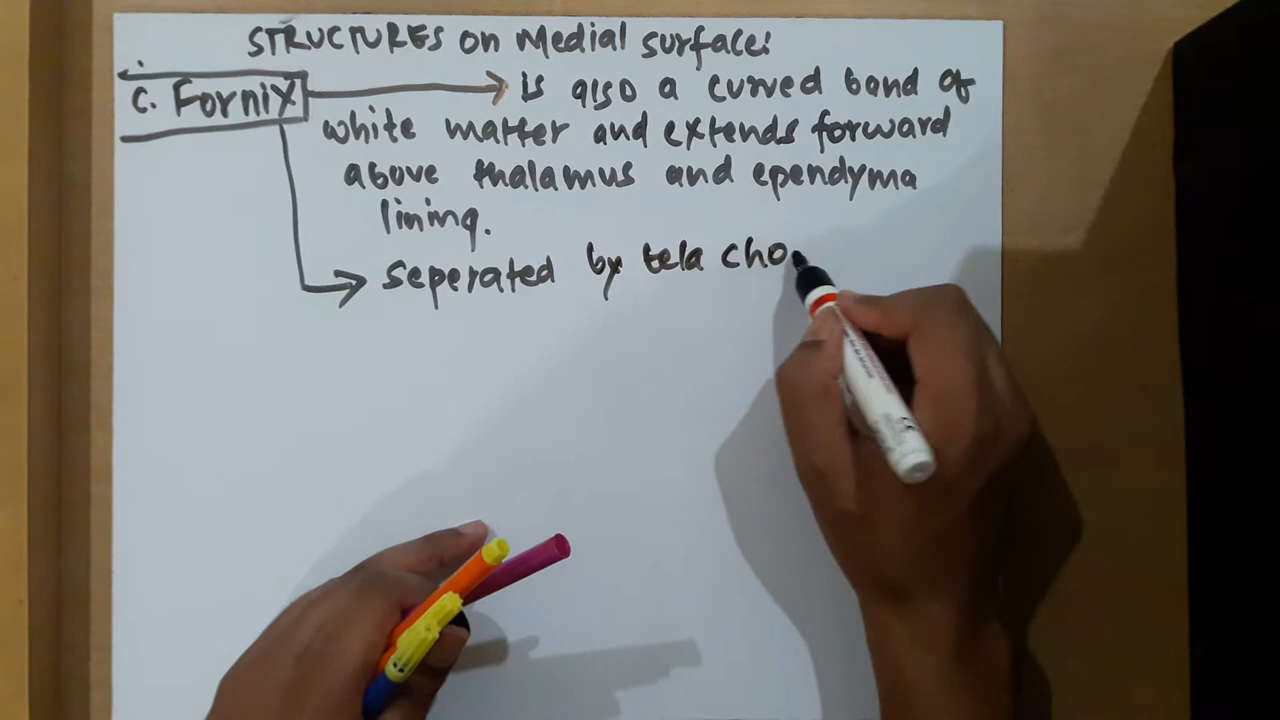 STRUCTURES on Medial surface:
c. Fornix is also a curved band of
white matter and extends forward
above thalamus and ependyma
lining.
seperated by tela cho